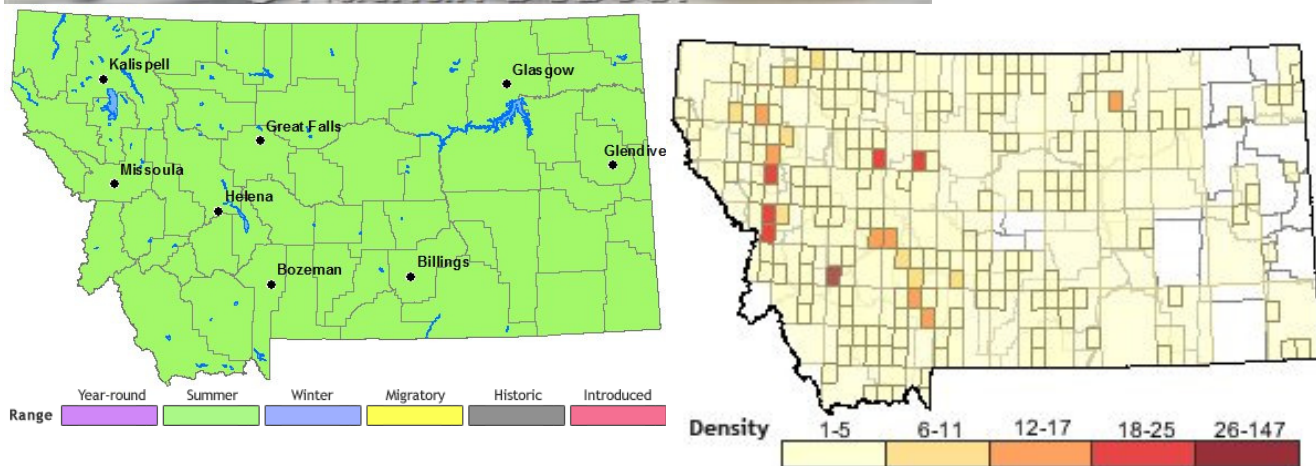 Kalispell
Glasgow
Great Falls
Glendive
Missoula
Helena
Bozeman
Billings
Range
Year-round
Summer
Winter
Migratory
Historic
Introduced
Density
1-5
6-11
12-17
18-25
26-147